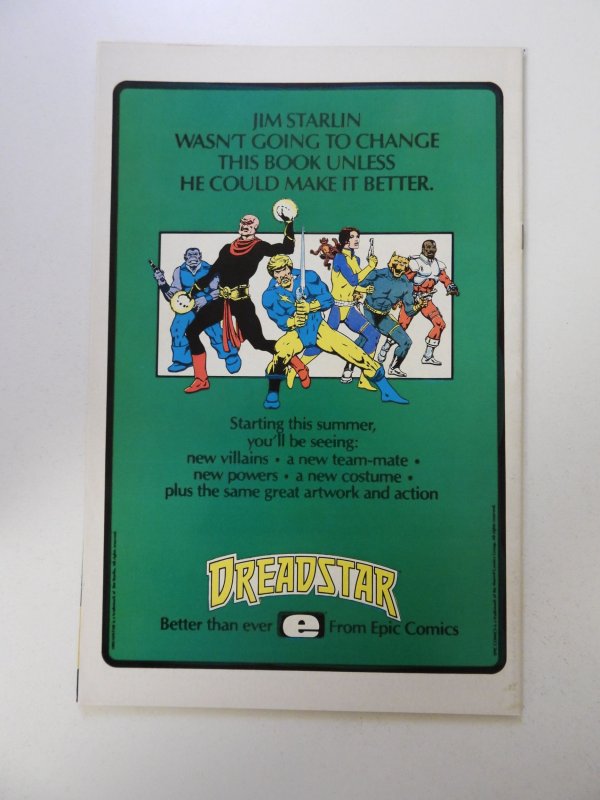 JIM STARLIN
WASN'T GOING TO CHANGE
THIS BOOK UNLESS
HE COULD MAKE IT BETTER.
Starting this summer,
you'll be seeing:
new villains • a new team-mate •
new powers • a new costume •
plus the same great artwork and action
DREADSTAR
Better than ever e From Epic Comics